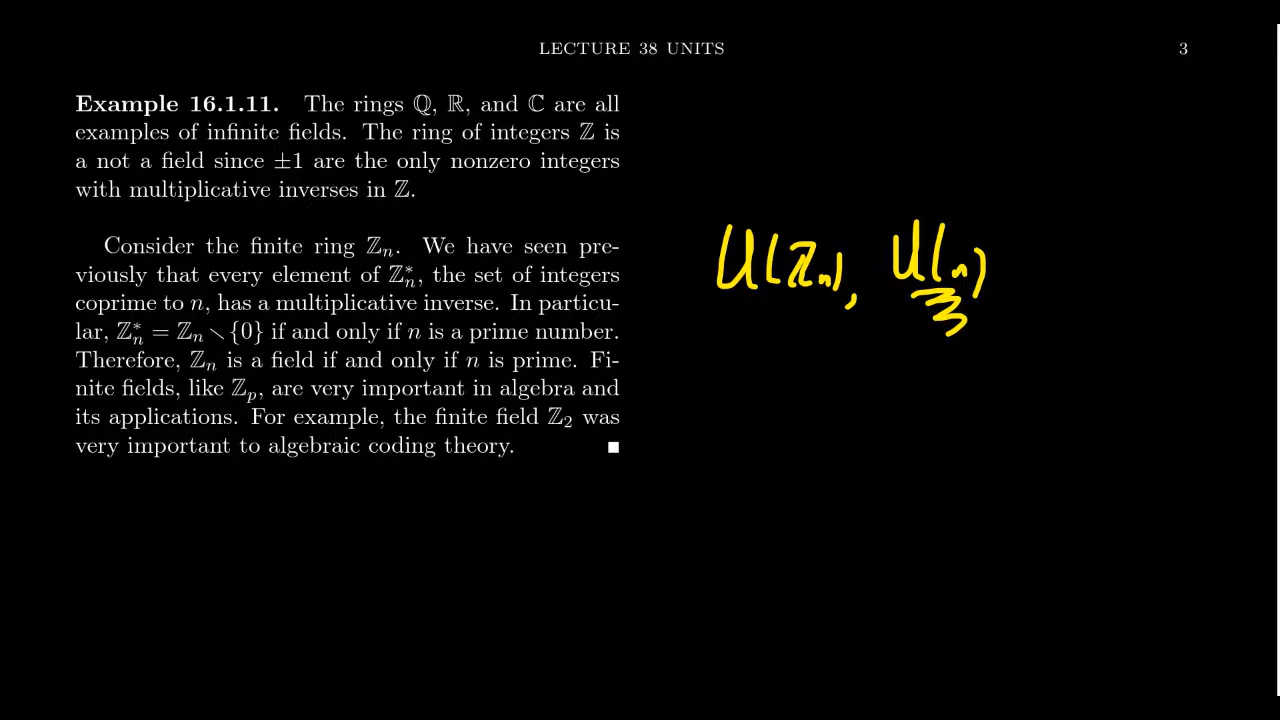 LECTURE 38 UNITS 3
Example 16.1.11. The rings ℚ, ℝ, and ℂ are all
examples of infinite fields. The ring of integers ℤ is
a not a field since ±1 are the only nonzero integers
with multiplicative inverses in ℤ.
Consider the finite ring ℤₙ. We have seen pre-
viously that every element of ℤₙ*, the set of integers
coprime to n, has a multiplicative inverse. In particu-
lar, ℤₙ* = ℤₙ ∖ {0} if and only if n is a prime number.
Therefore, ℤₙ is a field if and only if n is prime. Fi-
nite fields, like ℤₚ, are very important in algebra and
its applications. For example, the finite field ℤ₂ was
very important to algebraic coding theory. ■
U(ℤₙ), U(n)